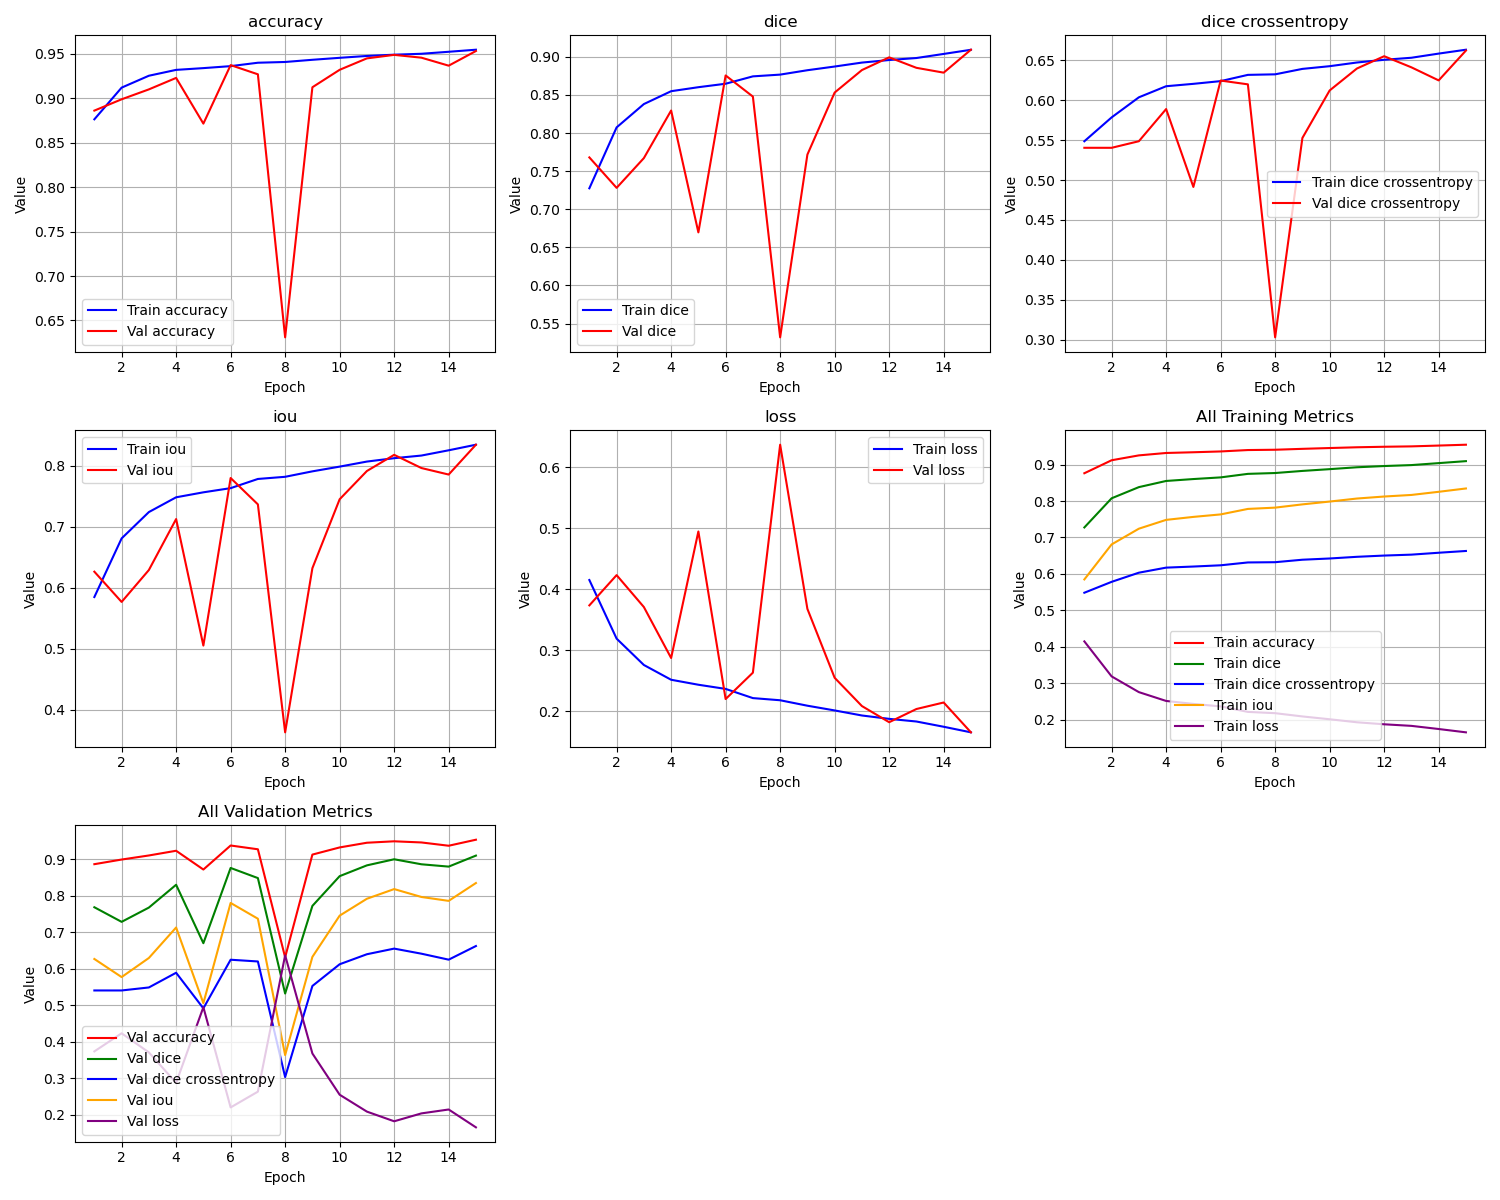 accuracy
Value
0.95
0.90
0.85
0.80
0.75
0.70
0.65
Train accuracy
Val accuracy
2 4 6 8 10 12 14
Epoch
dice
Value
0.90
0.85
0.80
0.75
0.70
0.65
0.60
0.55
Train dice
Val dice
2 4 6 8 10 12 14
Epoch
dice crossentropy
Value
0.65
0.60
0.55
0.50
0.45
0.40
0.35
0.30
Train dice crossentropy
Val dice crossentropy
2 4 6 8 10 12 14
Epoch
iou
Value
0.8
0.7
0.6
0.5
0.4
Train iou
Val iou
2 4 6 8 10 12 14
Epoch
loss
Value
0.6
0.5
0.4
0.3
0.2
Train loss
Val loss
2 4 6 8 10 12 14
Epoch
All Training Metrics
Value
0.9
0.8
0.7
0.6
0.5
0.4
0.3
0.2
Train accuracy
Train dice
Train dice crossentropy
Train iou
Train loss
2 4 6 8 10 12 14
Epoch
All Validation Metrics
Value
0.9
0.8
0.7
0.6
0.5
0.4
0.3
0.2
Val accuracy
Val dice
Val dice crossentropy
Val iou
Val loss
2 4 6 8 10 12 14
Epoch